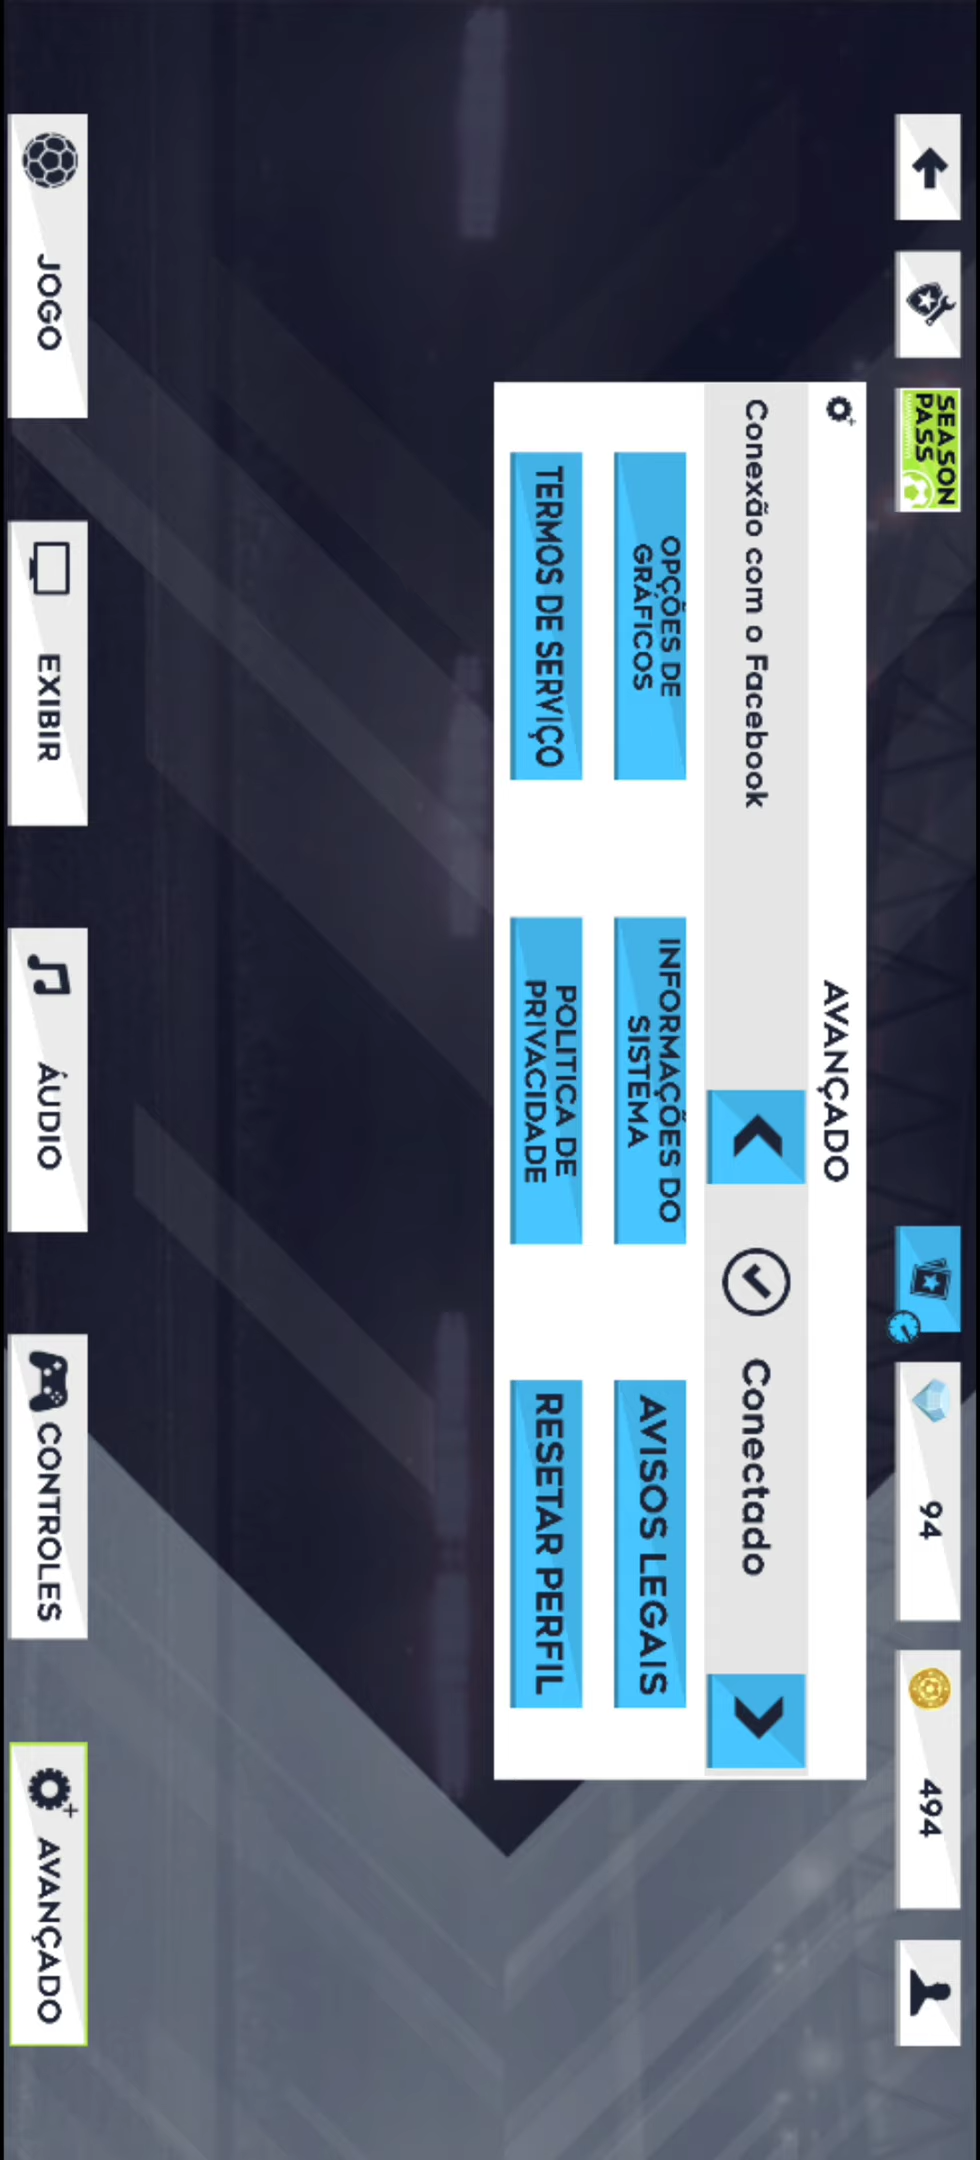 SEASON
PASS
94
494
AVANÇADO
Conexão com o Facebook
Conectado
OPÇÕES DE
GRÁFICOS
INFORMAÇÕES DO
SISTEMA
AVISOS LEGAIS
TERMOS DE SERVIÇO
POLITICA DE
PRIVACIDADE
RESETAR PERFIL
JOGO
EXIBIR
ÁUDIO
CONTROLES
AVANÇADO